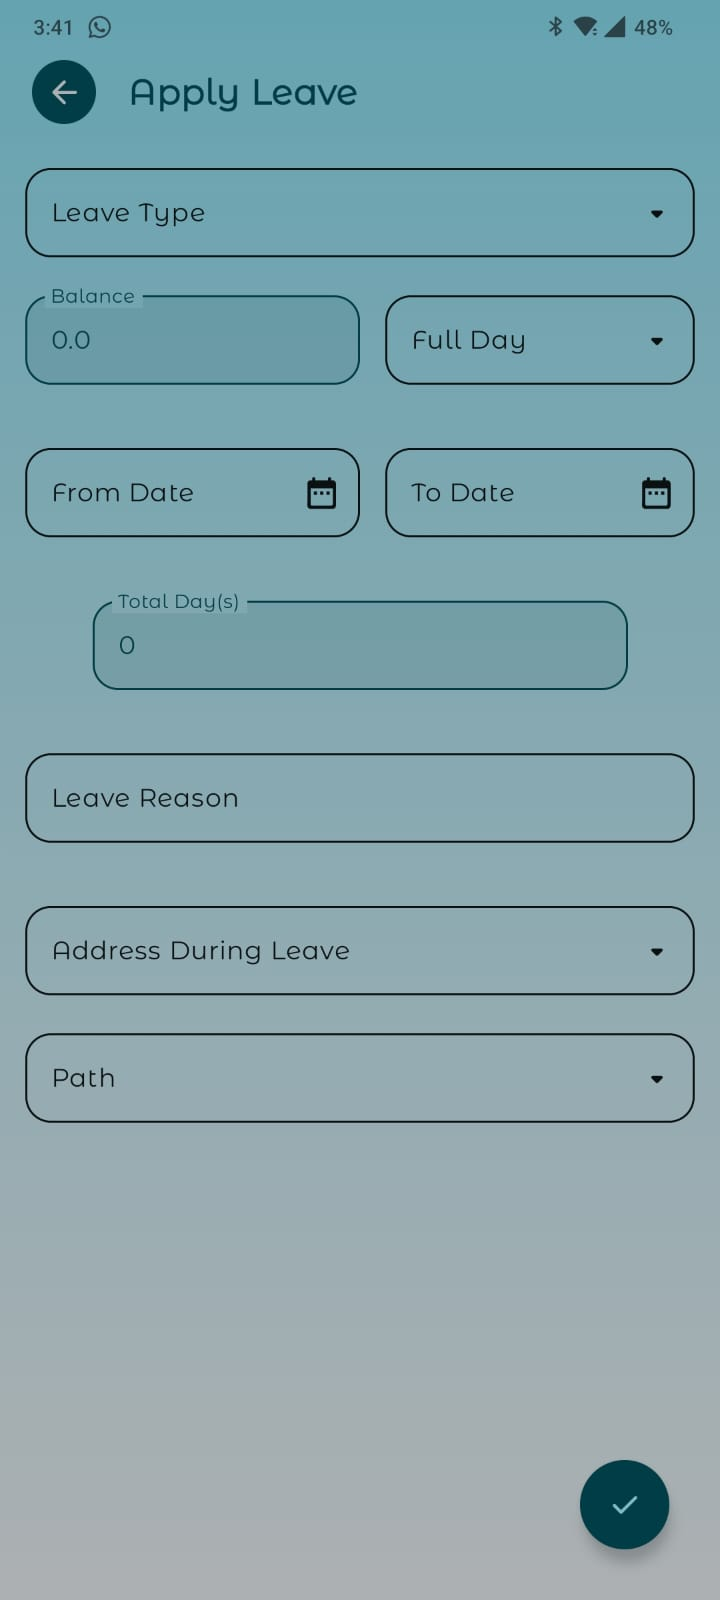 3:41 48%
Apply Leave
Leave Type
Balance
0.0 Full Day
From Date To Date
Total Day(s)
0
Leave Reason
Address During Leave
Path